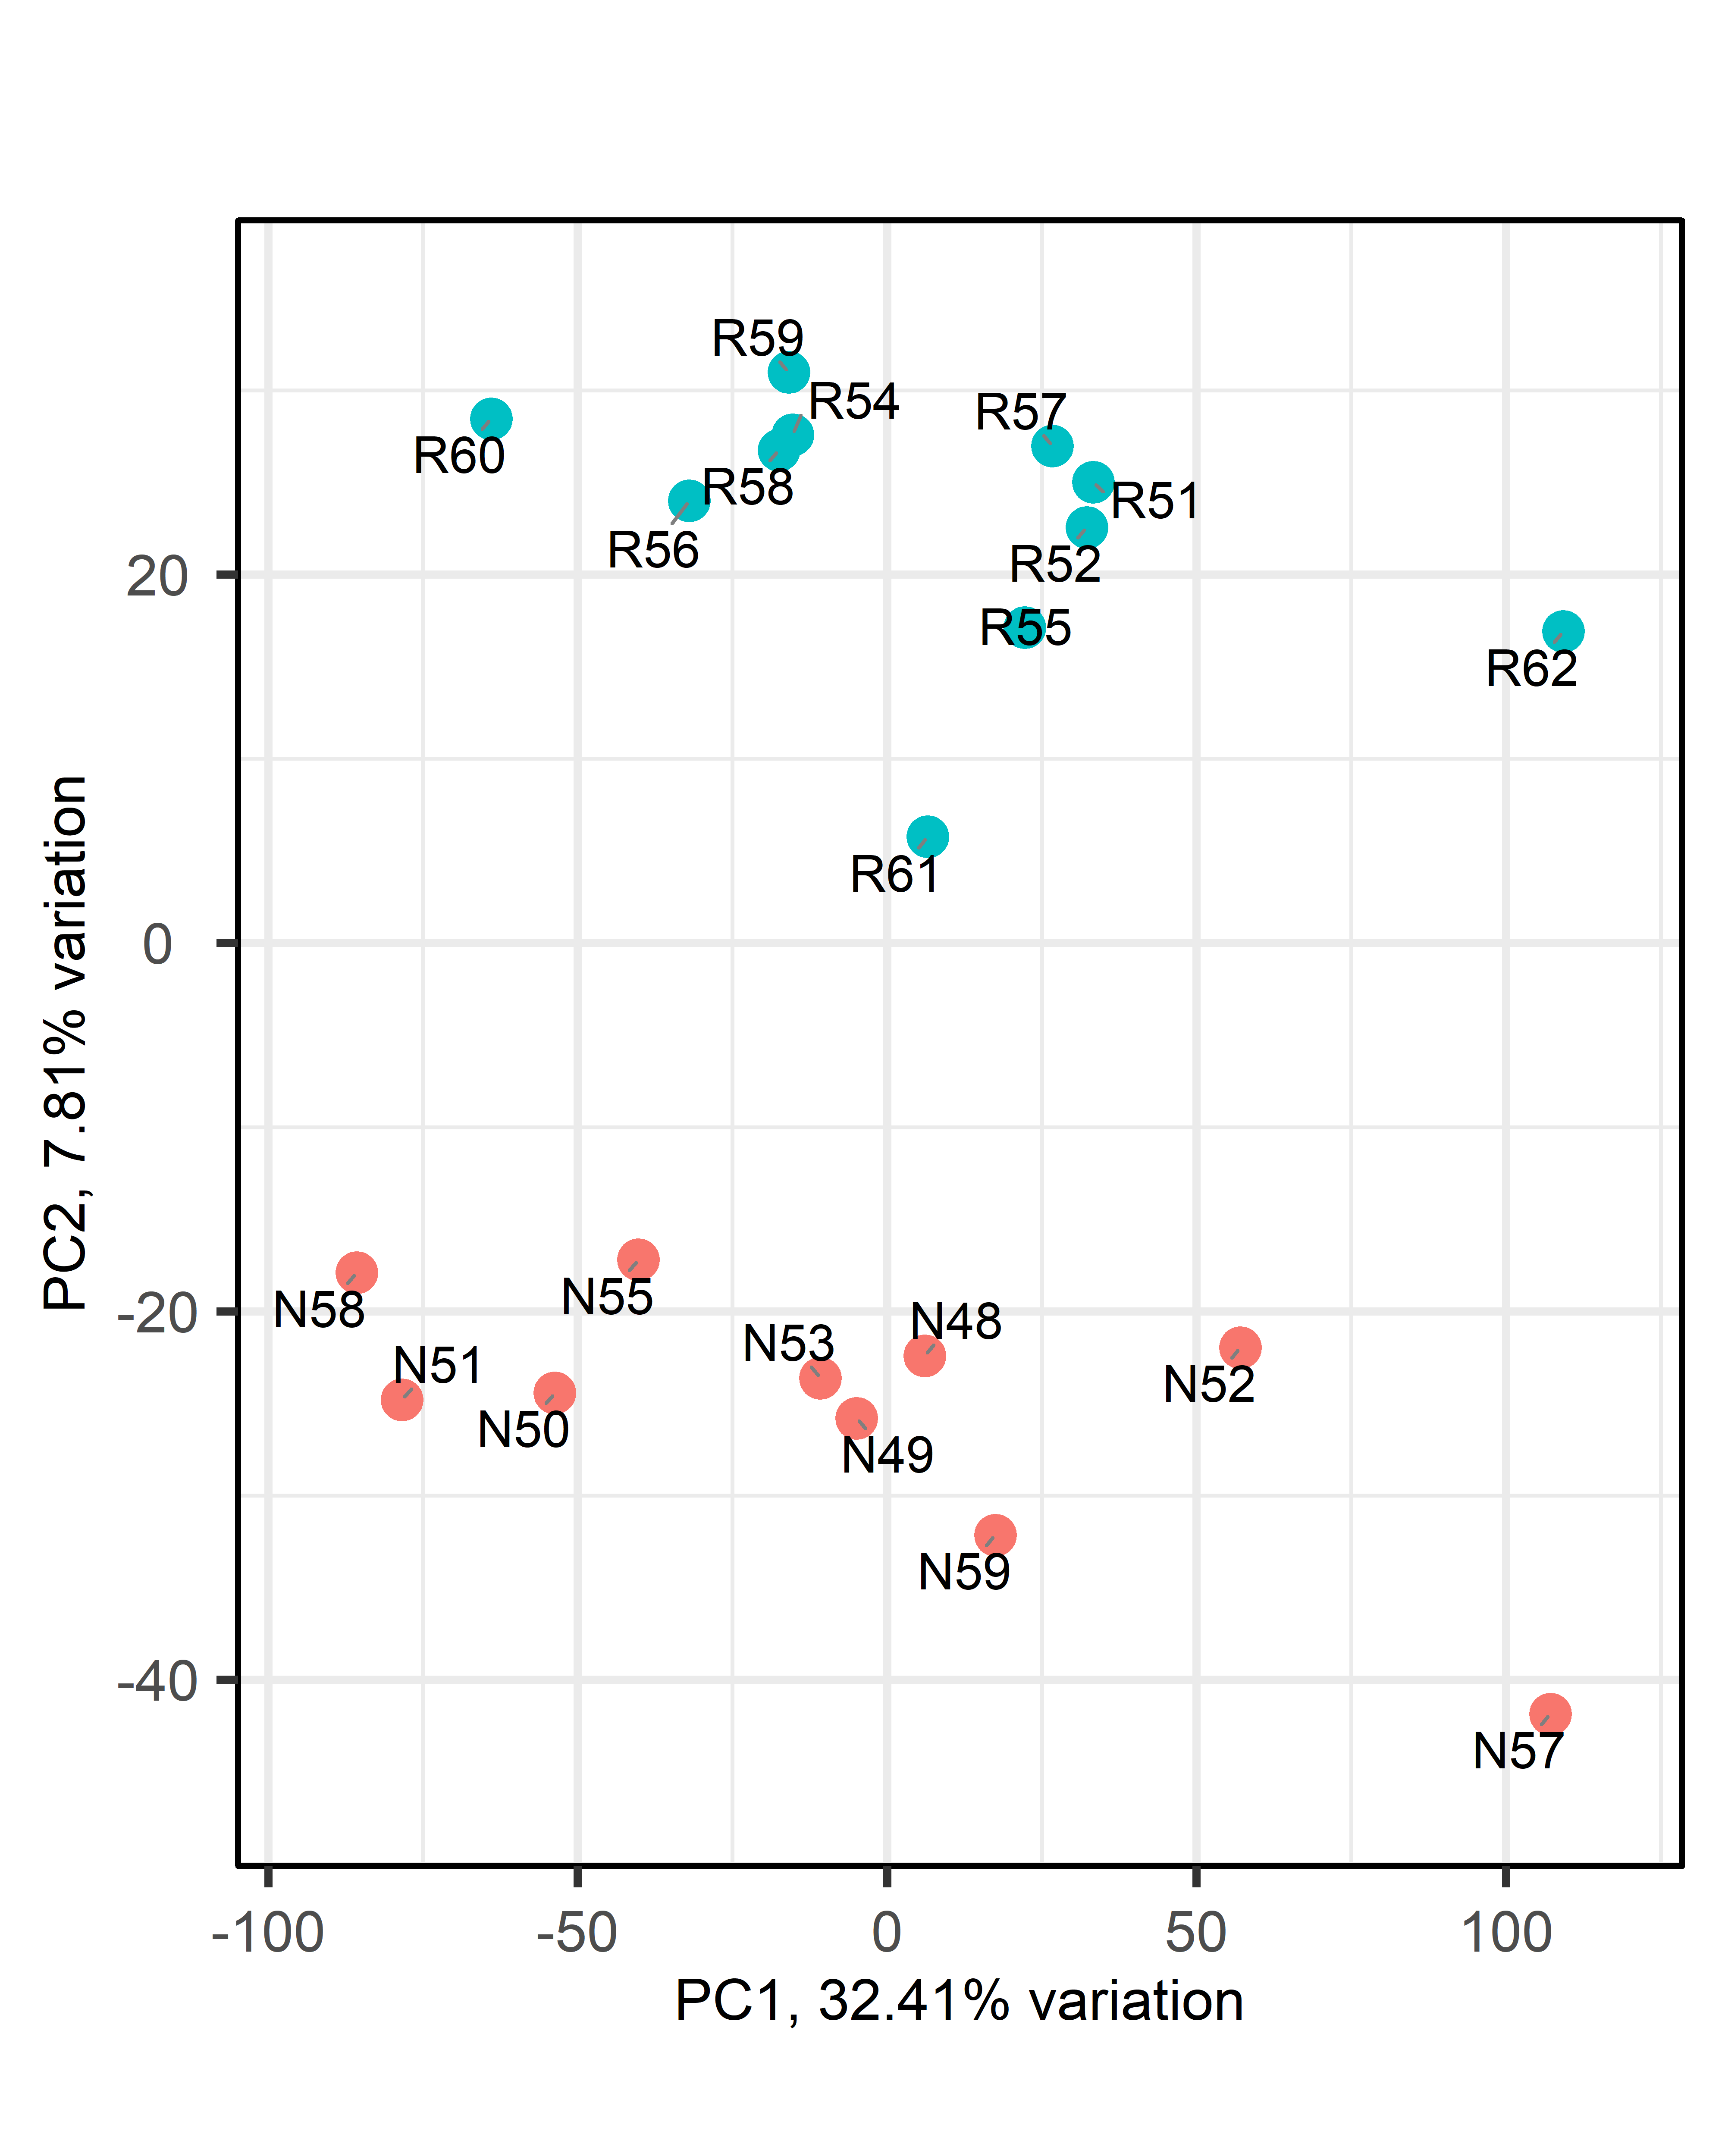 R59
R54
R57
R60
R58
R51
R56
R52
20
R55
R62
R61
0
PC2, 7.81% variation
N58
N55
-20
N48
N53
N51
N52
N50
N49
N59
-40
N57
-100
-50
0
50
100
PC1, 32.41% variation